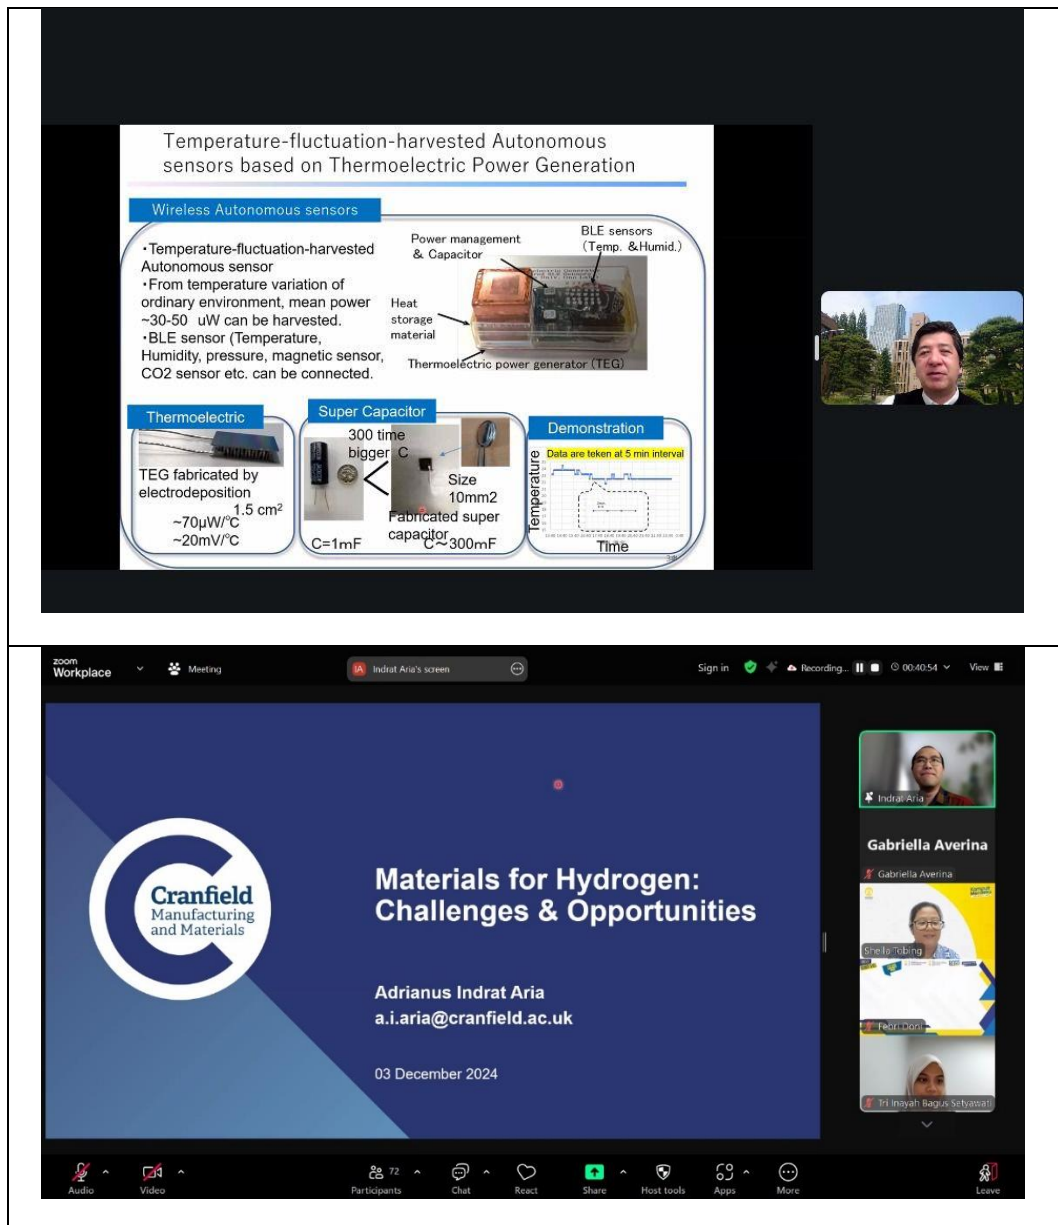 Temperature-fluctuation-harvested Autonomous
sensors based on Thermoelectric Power Generation
Wireless Autonomous sensors
・Temperature-fluctuation-harvested
Autonomous sensor
・From temperature variation of
ordinary environment, mean power
~30-50 uW can be harvested.
・BLE sensor (Temperature,
Humidity, pressure, magnetic sensor,
CO2 sensor etc. can be connected.
Power management
& Capacitor
BLE sensors
(Temp. &Humid.)
Heat
storage
material
Thermoelectric power generator (TEG)
Thermoelectric
TEG fabricated by
electrodeposition
1.5 cm²
~70μW/℃
~20mV/℃
Super Capacitor
300 time
bigger C
Size
10mm2
Fabricated super
capacitor
C=1mF
C～300mF
Demonstration
Data are teken at 5 min interval
Temperature
Time
zoom
Workplace
Meeting
IA Indrat Aria's screen
Sign in
Recording...
00:40:54
View
Cranfield
Manufacturing
and Materials
Materials for Hydrogen:
Challenges & Opportunities
Adrianus Indrat Aria
a.i.aria@cranfield.ac.uk
03 December 2024
Indrat Aria
Gabriella Averina
Gabriella Averina
Sheila Tobing
Febri Doni
Tri Inayah Bagus Setyawati
Audio
Video
72
Participants
Chat
React
Share
Host tools
Apps
More
Leave